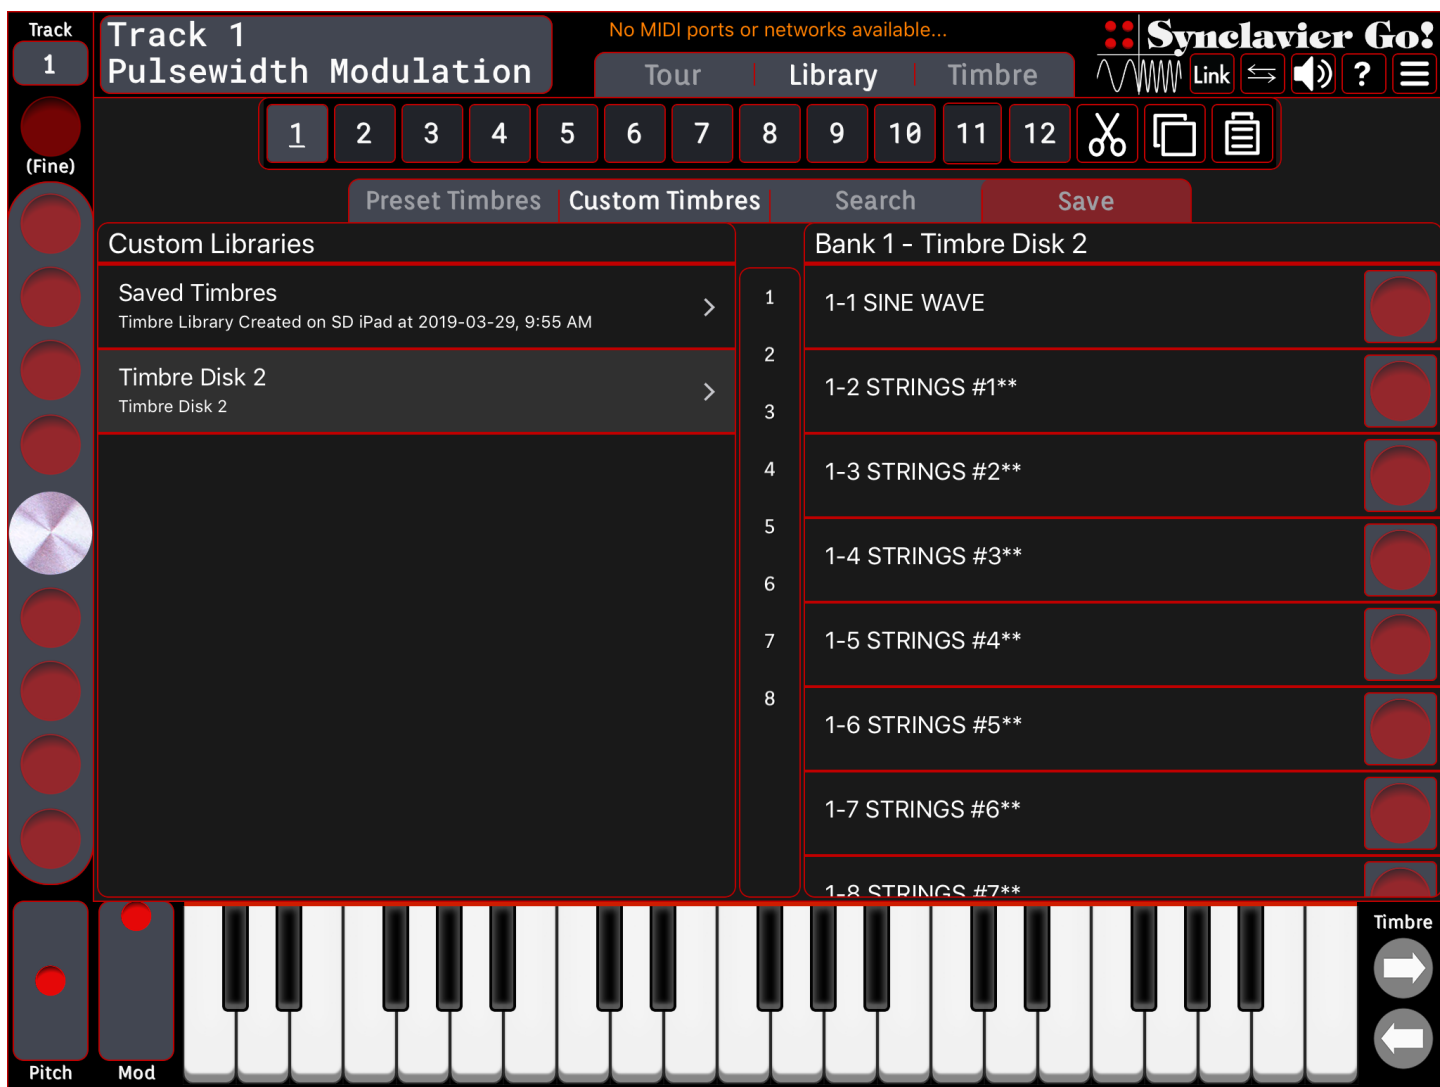 Track
1
Track 1
Pulsewidth Modulation
No MIDI ports or networks available...
Synclavier Go!
Tour
Library
Timbre
Link
?
(Fine)
1
2
3
4
5
6
7
8
9
10
11
12
Preset Timbres
Custom Timbres
Search
Save
Custom Libraries
Saved Timbres
Timbre Library Created on SD iPad at 2019-03-29, 9:55 AM
Timbre Disk 2
Timbre Disk 2
1
2
3
4
5
6
7
8
Bank 1 - Timbre Disk 2
1-1 SINE WAVE
1-2 STRINGS #1**
1-3 STRINGS #2**
1-4 STRINGS #3**
1-5 STRINGS #4**
1-6 STRINGS #5**
1-7 STRINGS #6**
1-8 STRINGS #7**
Pitch
Mod
Timbre